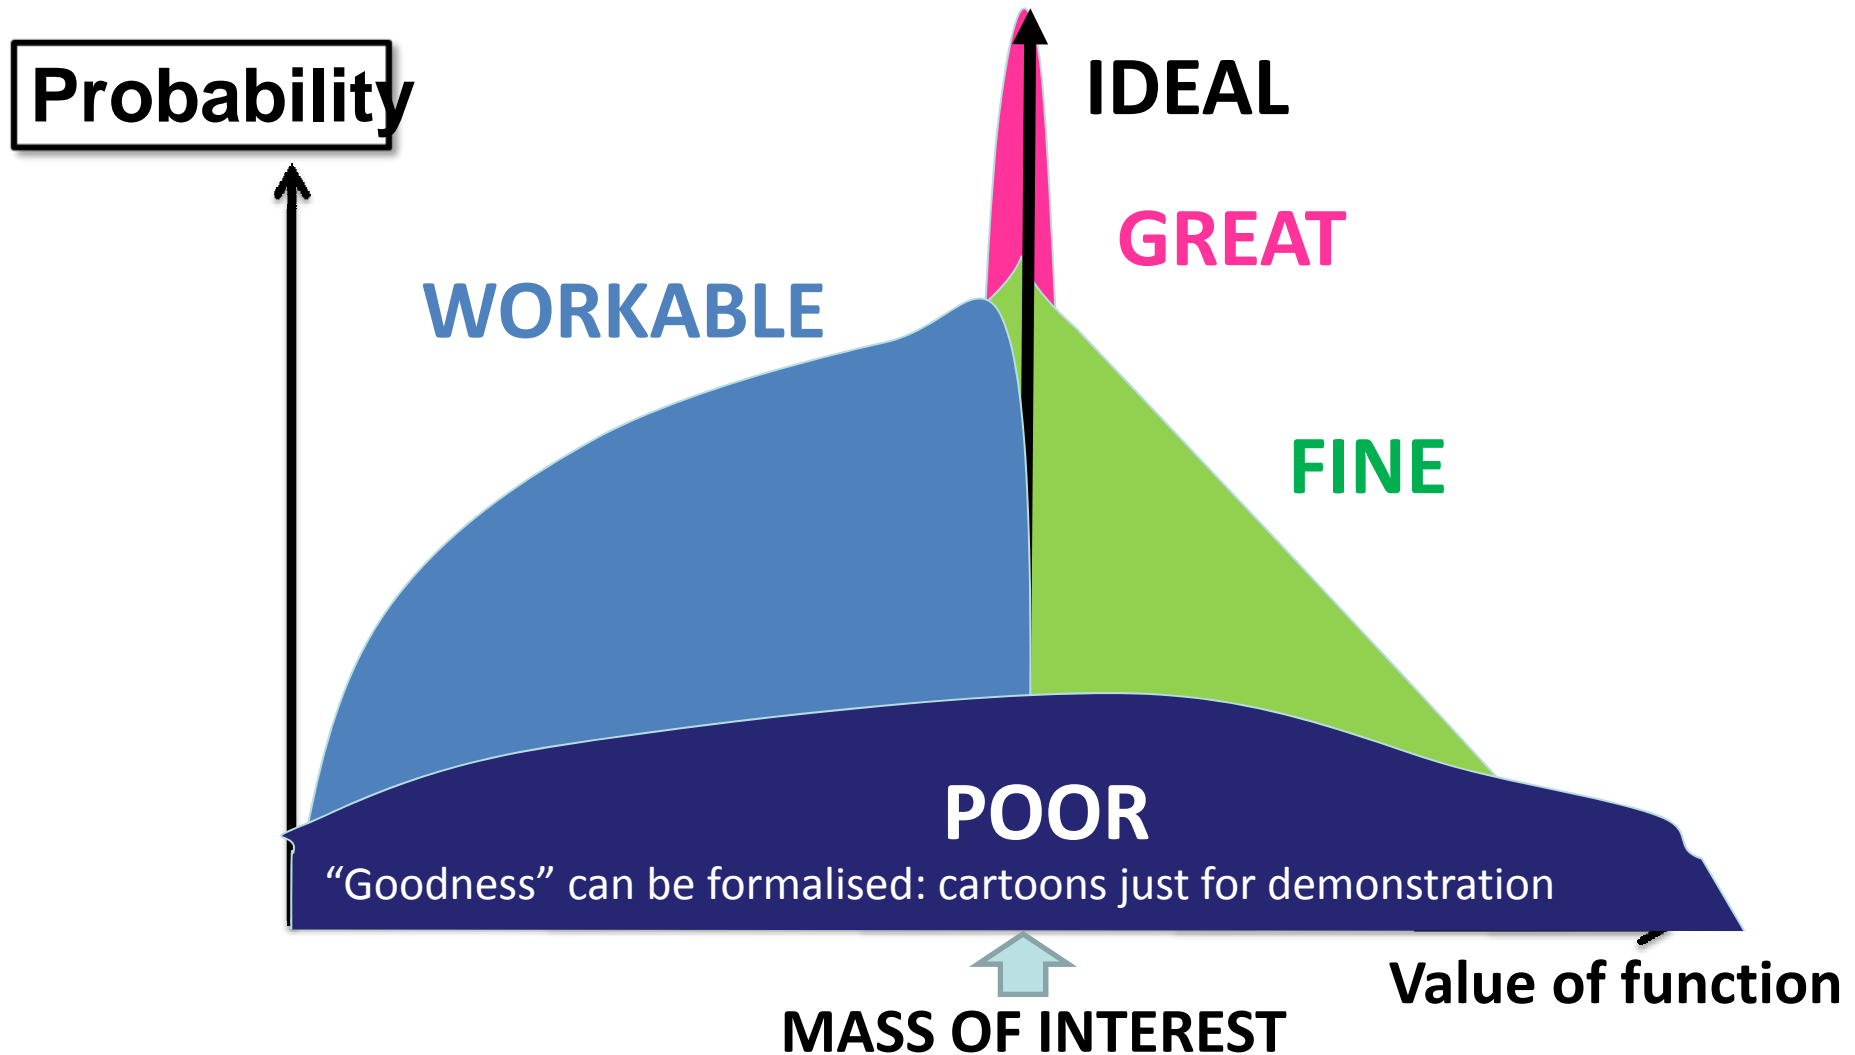 Probability
IDEAL
GREAT
WORKABLE
FINE
POOR
“Goodness” can be formalised: cartoons just for demonstration
Value of function
MASS OF INTEREST